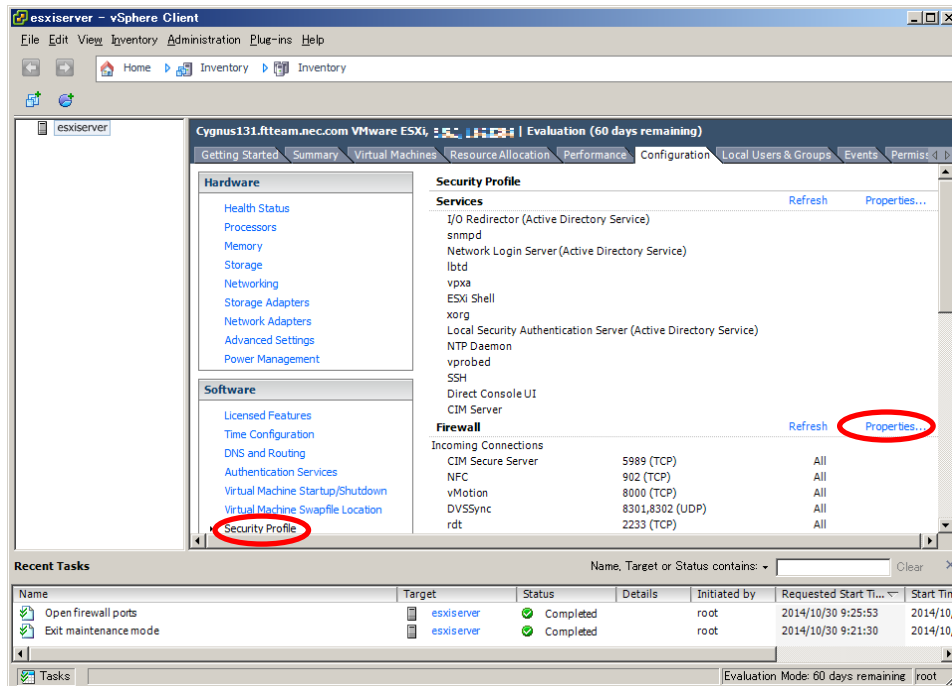 esxiserver - vSphere Client
File Edit View Inventory Administration Plug-ins Help
Home Inventory Inventory
esxiserver
Cygnus131.ftteam.nec.com VMware ESXi, | Evaluation (60 days remaining)
Getting Started Summary Virtual Machines Resource Allocation Performance Configuration Local Users & Groups Events Permiss
Hardware
Health Status
Processors
Memory
Storage
Networking
Storage Adapters
Network Adapters
Advanced Settings
Power Management
Software
Licensed Features
Time Configuration
DNS and Routing
Authentication Services
Virtual Machine Startup/Shutdown
Virtual Machine Swapfile Location
Security Profile
Security Profile
Services Refresh Properties...
I/O Redirector (Active Directory Service)
snmpd
Network Login Server (Active Directory Service)
lbtd
vpxa
ESXi Shell
xorg
Local Security Authentication Server (Active Directory Service)
NTP Daemon
vprobed
SSH
Direct Console UI
CIM Server
Firewall Refresh Properties...
Incoming Connections
CIM Secure Server 5989 (TCP) All
NFC 902 (TCP) All
vMotion 8000 (TCP) All
DVSSync 8301,8302 (UDP) All
rdt 2233 (TCP) All
Recent Tasks Name, Target or Status contains: Clear
Name Target Status Details Initiated by Requested Start Ti... Start Tim
Open firewall ports esxiserver Completed root 2014/10/30 9:25:53 2014/10/
Exit maintenance mode esxiserver Completed root 2014/10/30 9:21:30 2014/10/
Tasks Evaluation Mode: 60 days remaining root